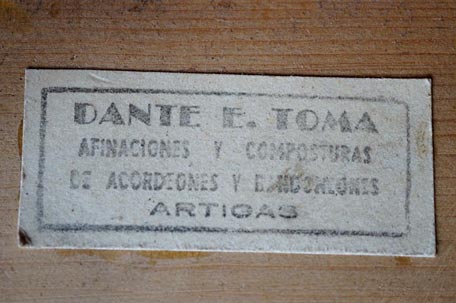 DANTE E. TOMA
AFINACIONES Y COMPOSTURAS
DE ACORDEONES Y BANDONEONES
ARTIGAS